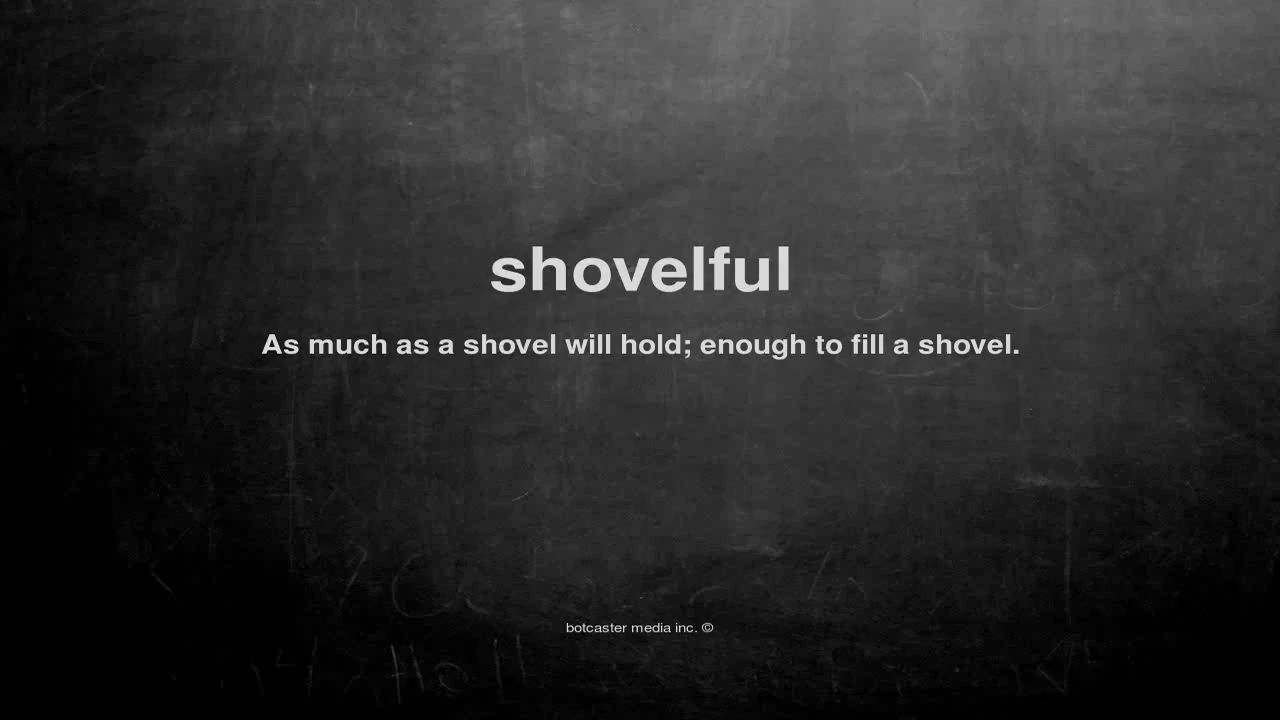 shovelful
As much as a shovel will hold; enough to fill a shovel.
botcaster media inc. ©